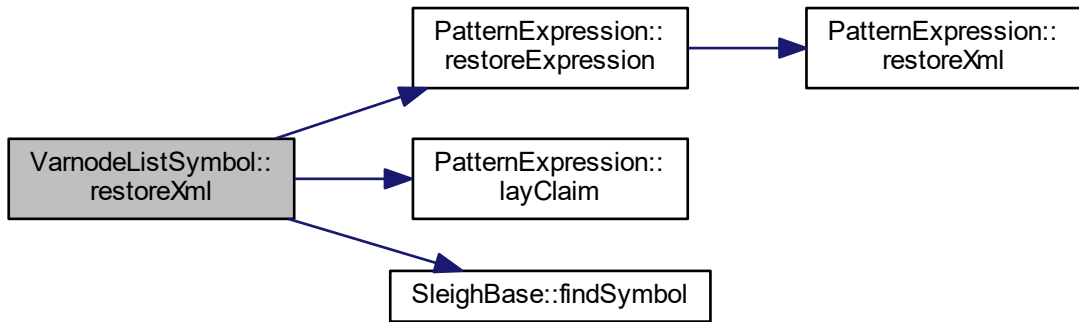 VarnodeListSymbol::
restoreXml
PatternExpression::
restoreExpression
PatternExpression::
restoreXml
PatternExpression::
layClaim
SleighBase::findSymbol